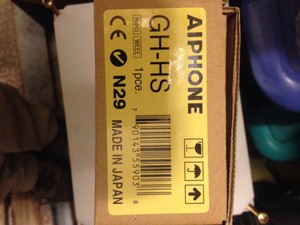 AIPHONE
GH-HS
RoHS WEEE 1pce.
CE N29
MADE IN JAPAN
7 90143 55903 8